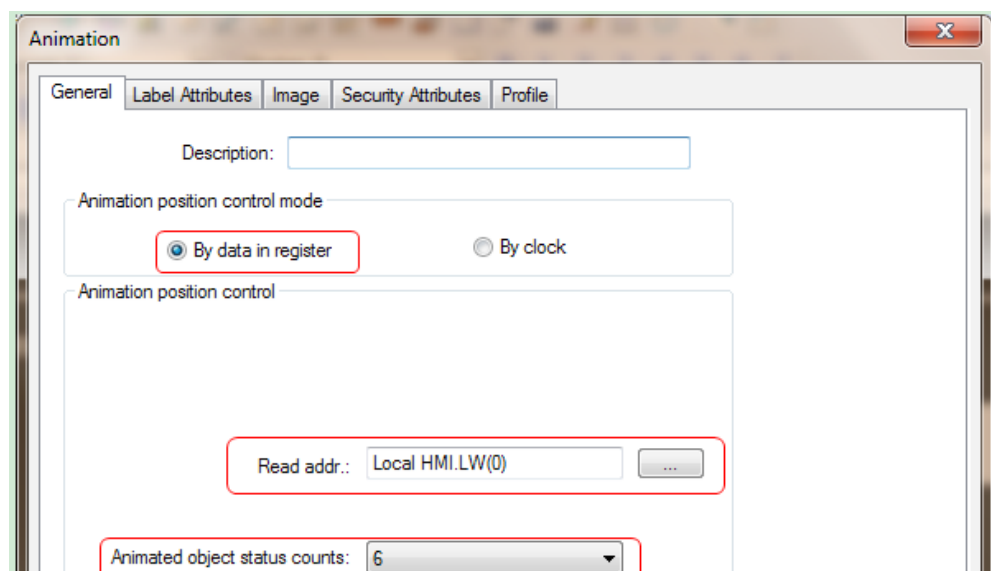 Animation
General Label Attributes Image Security Attributes Profile
Description:
Animation position control mode
By data in register By clock
Animation position control
Read addr.: Local HMI.LW(0) ...
Animated object status counts: 6